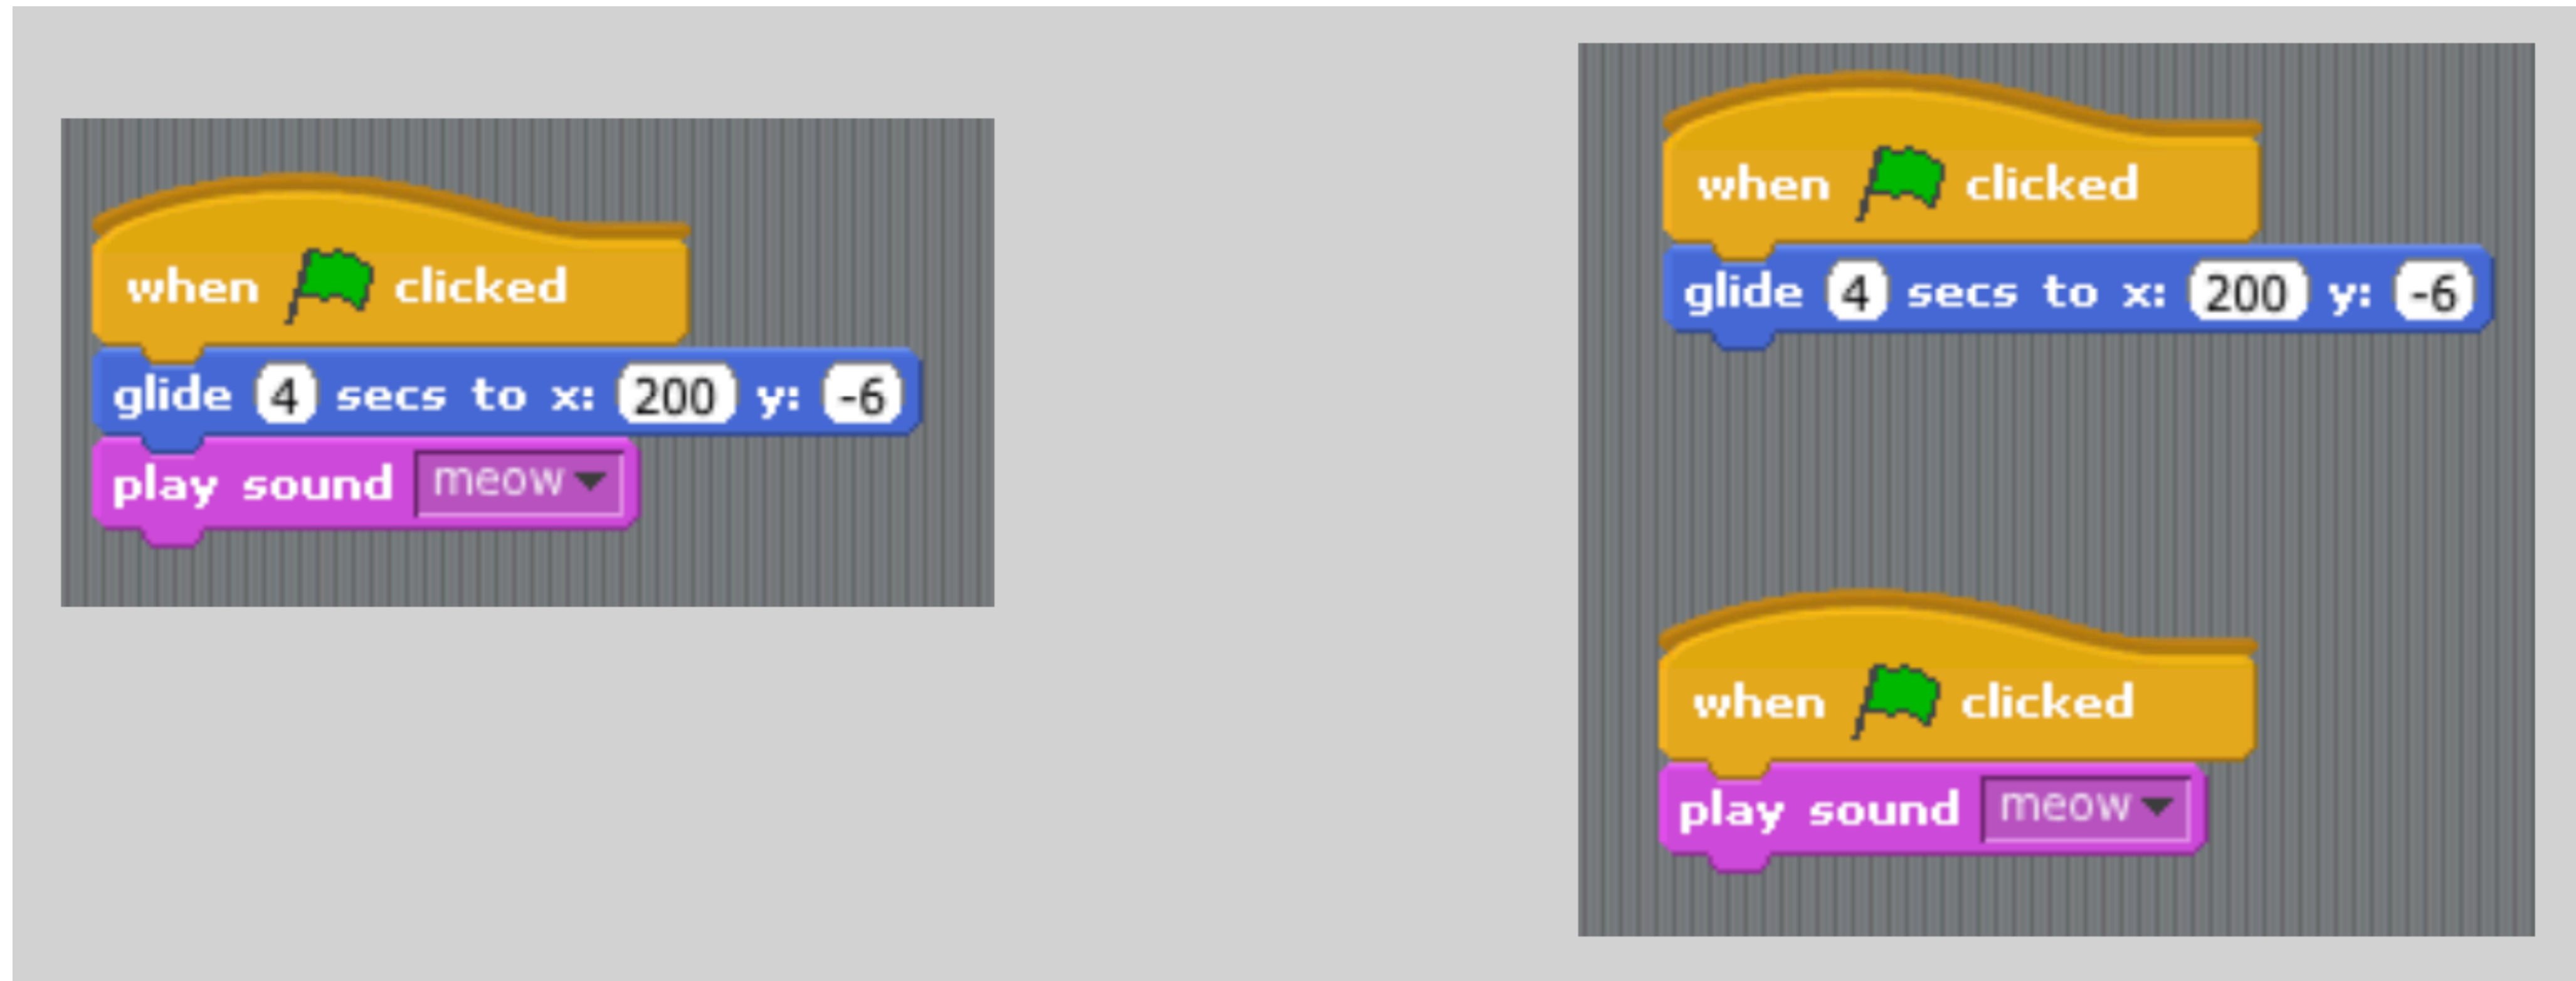 when clicked
glide 4 secs to x: 200 y: -6
play sound meow
when clicked
glide 4 secs to x: 200 y: -6
when clicked
play sound meow